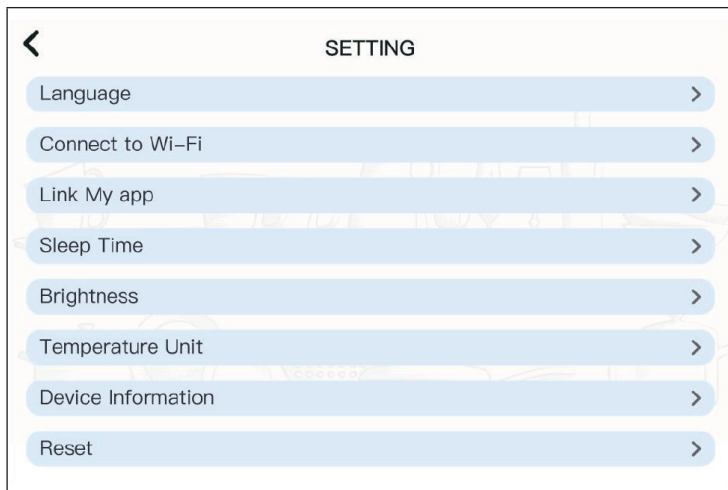 SETTING
Language
Connect to Wi-Fi
Link My app
Sleep Time
Brightness
Temperature Unit
Device Information
Reset